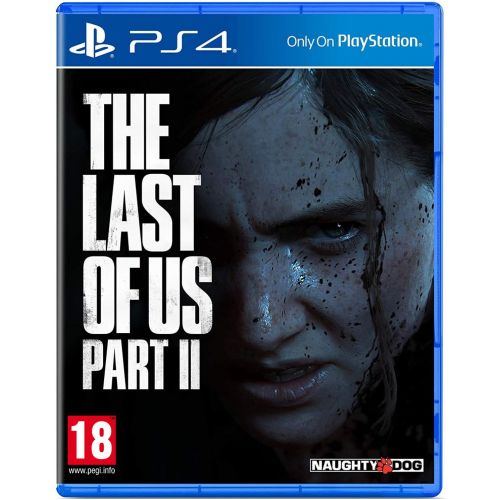 PS4
Only On PlayStation®
THE
LAST
OF US
PART II
18
www.pegi.info
NAUGHTY DOG